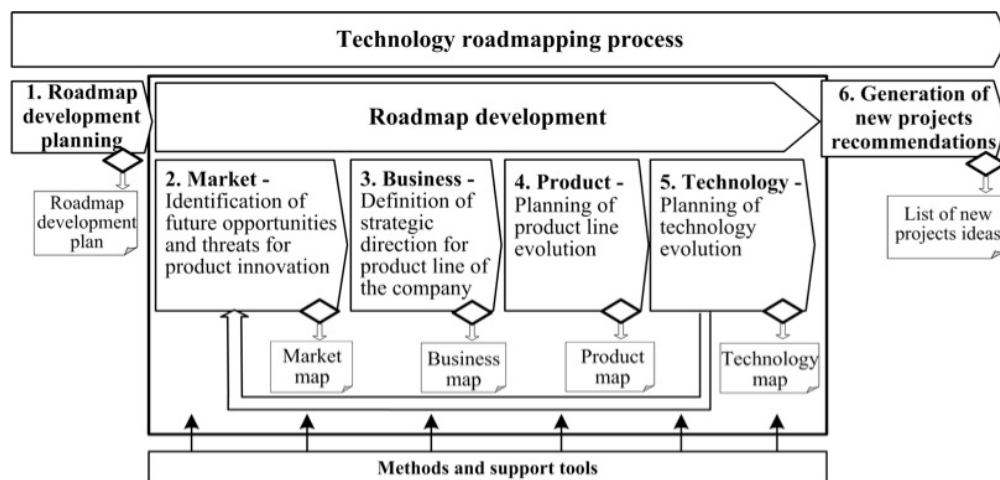 Technology roadmapping process
1. Roadmap
development
planning
Roadmap
development
plan
Roadmap development
2. Market -
Identification of
future opportunities
and threats for
product innovation
Market
map
3. Business -
Definition of
strategic
direction for
product line of
the company
Business
map
4. Product -
Planning of
product line
evolution
Product
map
5. Technology -
Planning of
technology
evolution
Technology
map
6. Generation of
new projects
recommendations
List of new
projects ideas
Methods and support tools